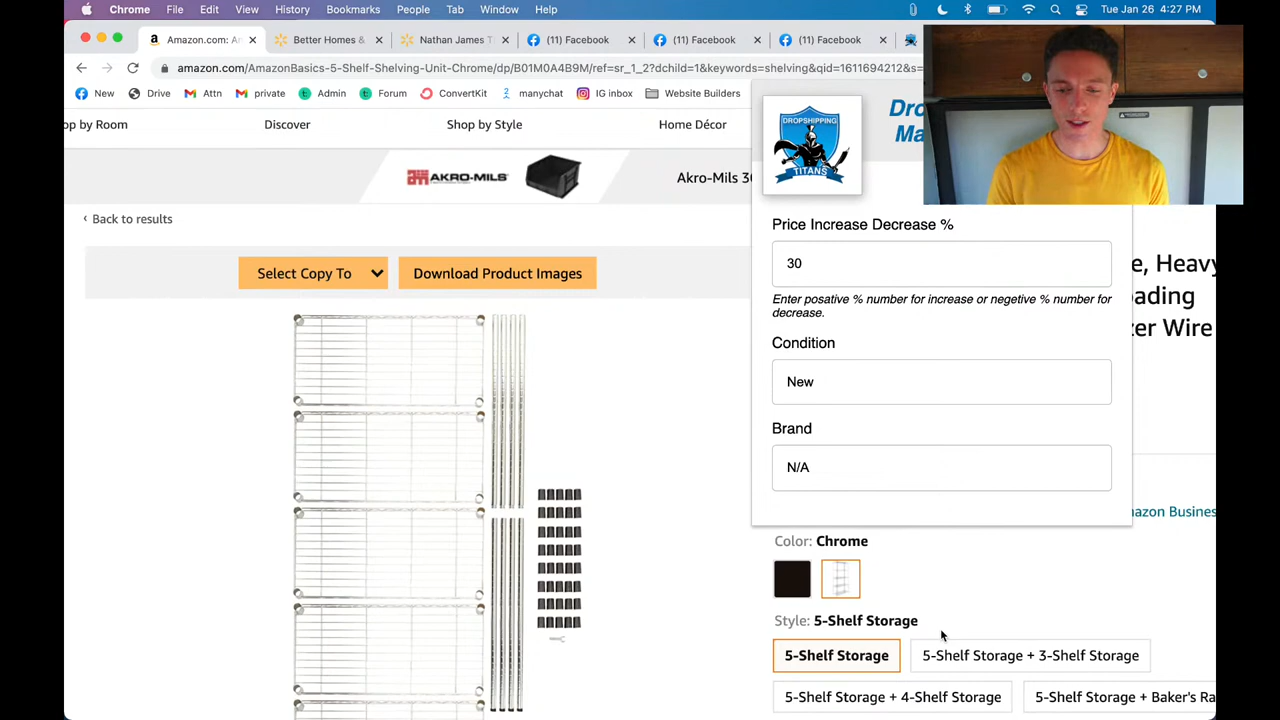 Chrome File Edit View History Bookmarks People Tab Window Help Tue Jan 26 4:27 PM
Amazon.com: A Better Homes & Nathan James T (11) Facebook (11) Facebook (11) Facebook
amazon.com/AmazonBasics-5-Shelf-Shelving-Unit-Chrome/dp/B01M0A4B9M/ref=sr_1_2?dchild=1&keywords=shelving&qid=1611694212&s=
New Drive Attn private Admin Forum ConvertKit manychat IG inbox Website Builders
op by Room Discover Shop by Style Home Décor
DROPSHIPPING
TITANS
Dro
Ma
AKRO-MILS Akro-Mils 30
‹ Back to results
Price Increase Decrease %
30
Enter posative % number for increase or negetive % number for
decrease.
Select Copy To Download Product Images
e, Heavy
oading
zer Wire
Condition
New
Brand
N/A
mazon Busines
Color: Chrome
Style: 5-Shelf Storage
5-Shelf Storage 5-Shelf Storage + 3-Shelf Storage
5-Shelf Storage + 4-Shelf Storage 5-Shelf Storage + Baker's Ra